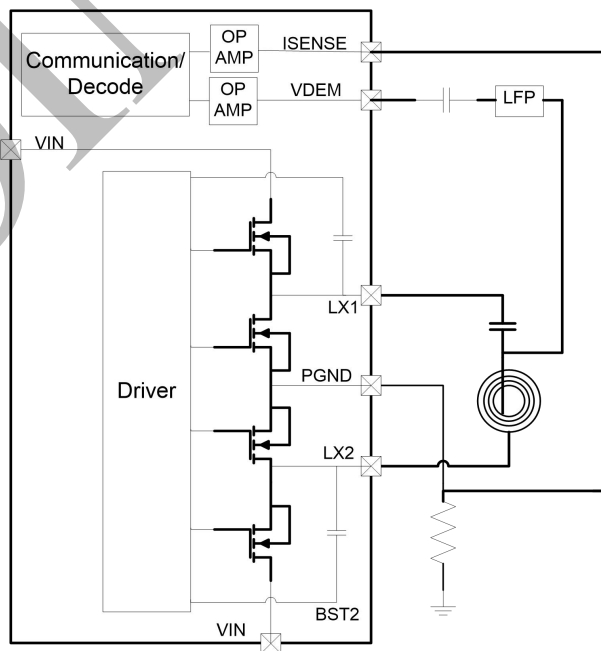 OP
AMP
ISENSE
Communication/
Decode
OP
AMP
VDEM
LFP
VIN
LX1
PGND
Driver
LX2
BST2
VIN